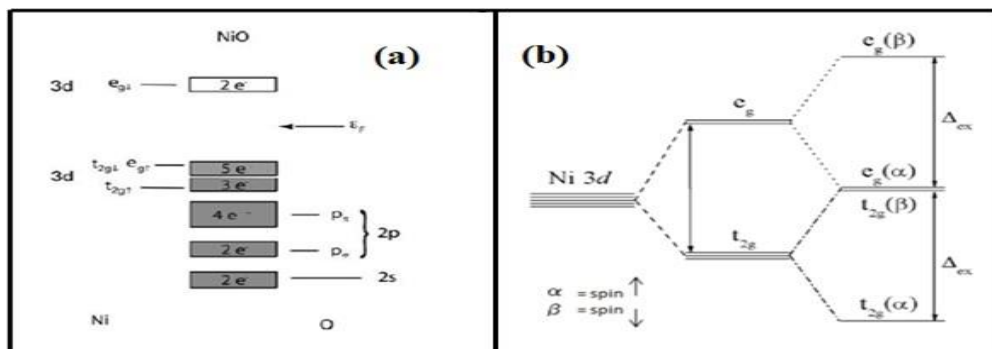 NiO
(a)
3d e_g↓ 2 e⁻
ε_F
3d t_2g↓ e_g↑ 5 e⁻
t_2g↑ 3 e⁻
4 e⁻ p_π
2p
2 e⁻ p_σ
2 e⁻ 2s
Ni O
(b)
e_g(β)
e_g
Δ_ex
Ni 3d
e_g(α)
t_2g(β)
t_2g
Δ_ex
α = spin ↑
β = spin ↓
t_2g(α)